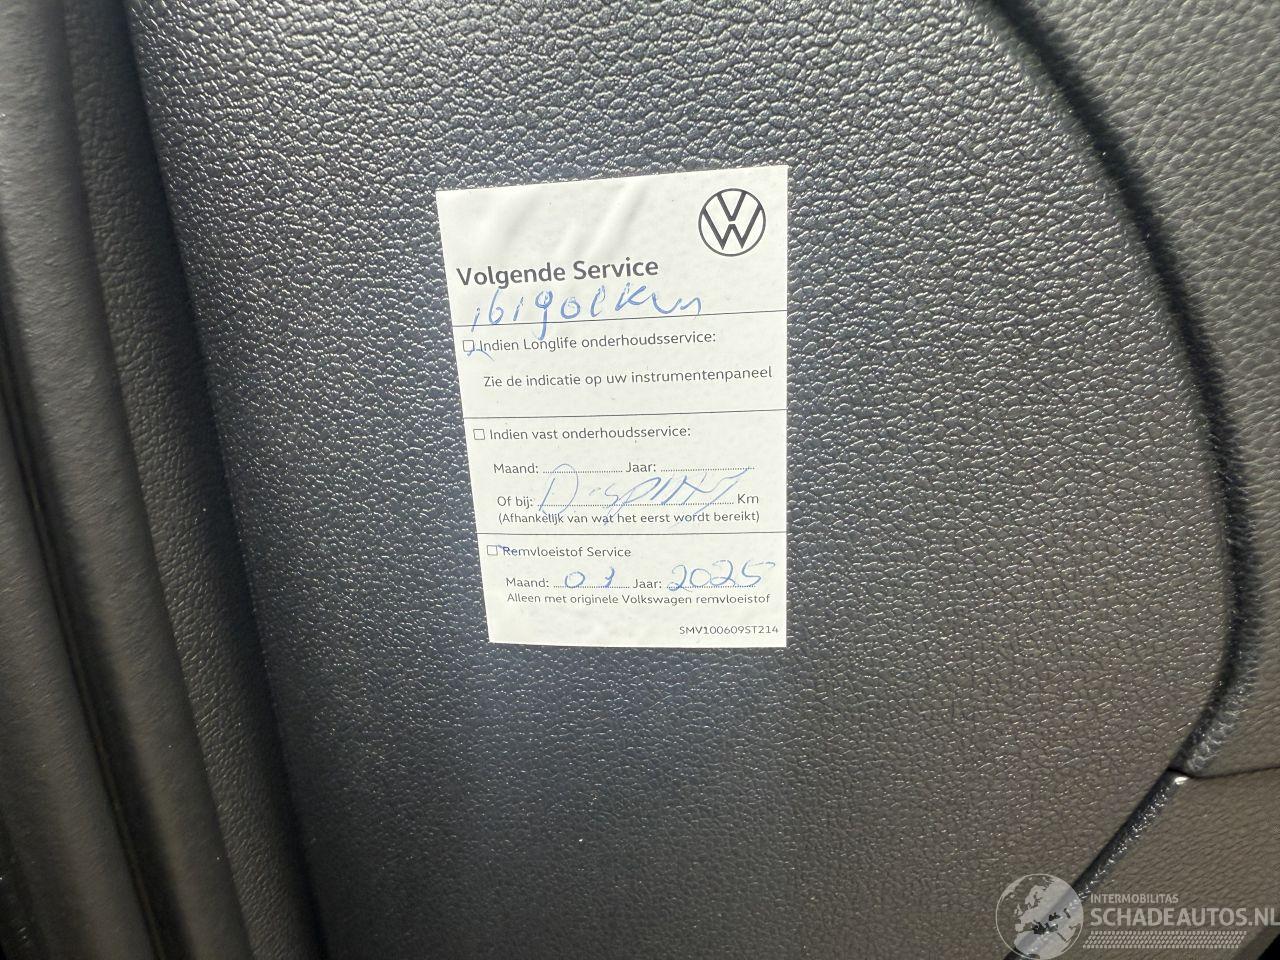 Volgende Service
☐ Indien Longlife onderhoudsservice:
Zie de indicatie op uw instrumentenpaneel
☐ Indien vast onderhoudsservice:
Maand: Jaar:
Of bij: Km
(Afhankelijk van wat het eerst wordt bereikt)
☐ Remvloeistof Service
Maand: 01 Jaar: 2025
Alleen met originele Volkswagen remvloeistof
SMV100609ST214
INTERMOBILITAS
SCHADEAUTOS.NL